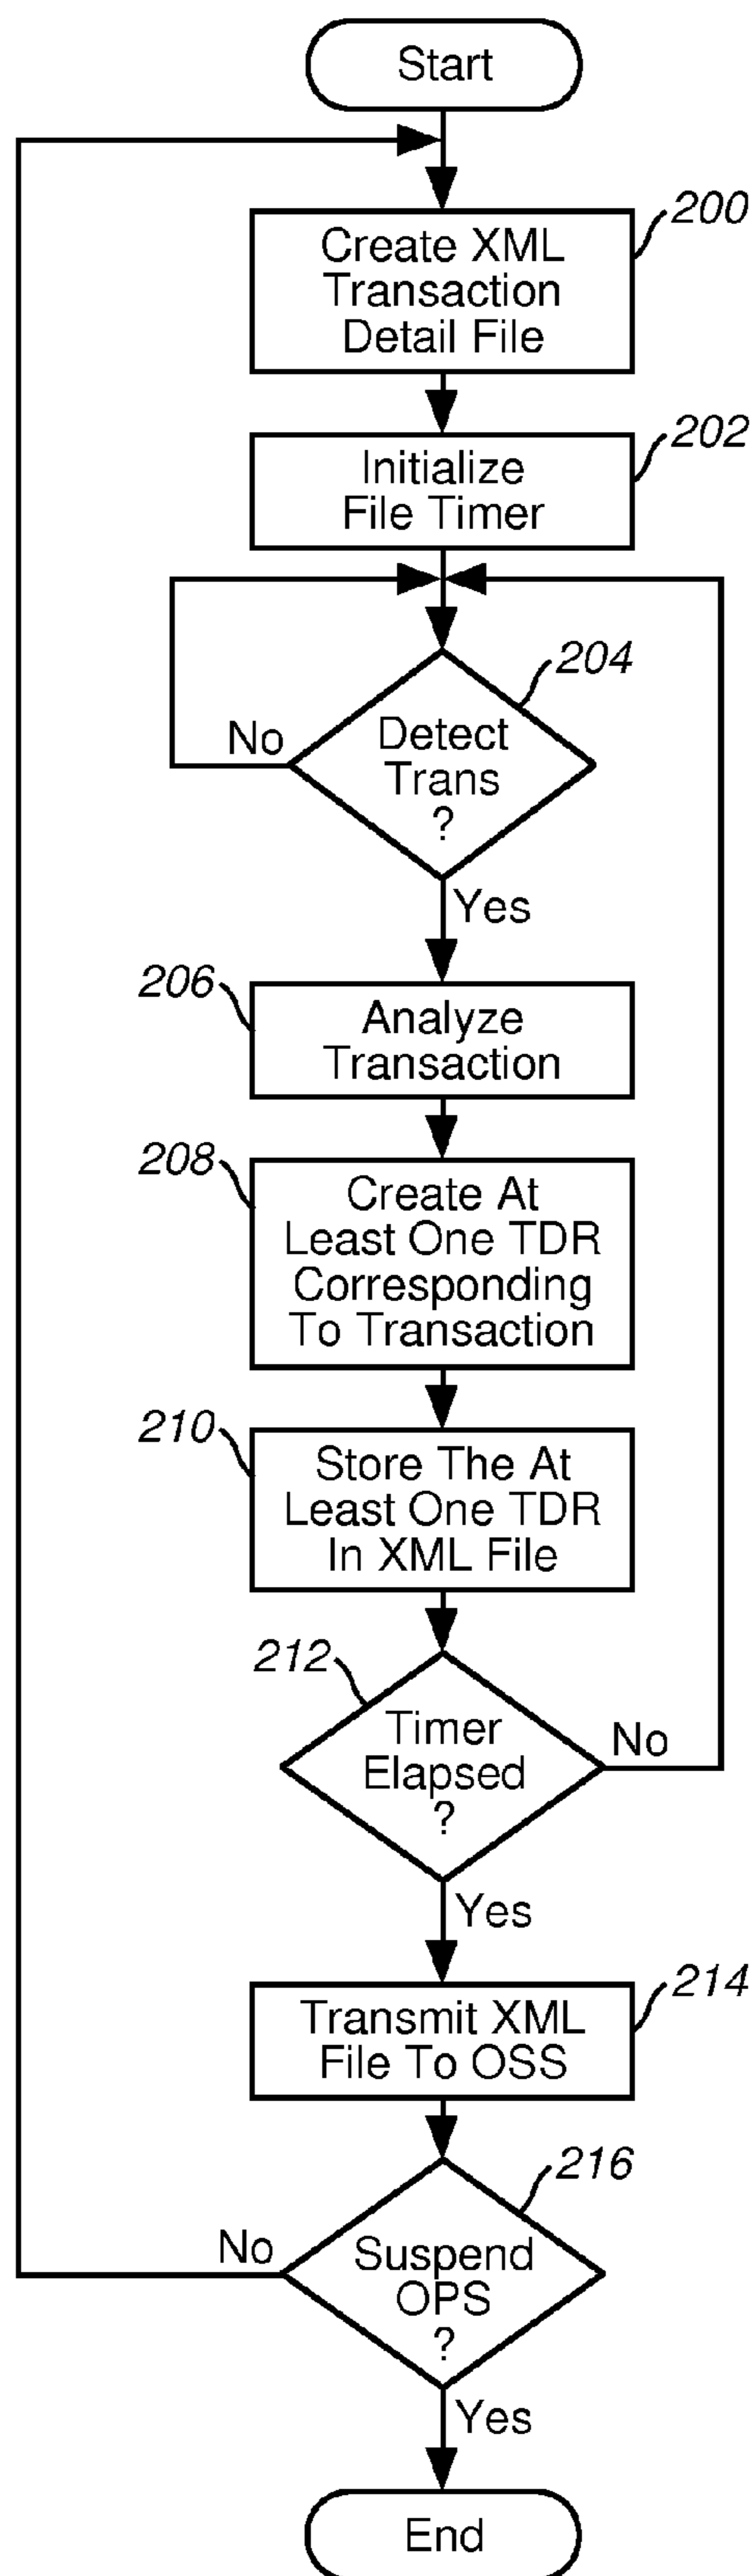 Start
200
Create XML
Transaction
Detail File
202
Initialize
File Timer
204
No
Detect
Trans
?
Yes
206
Analyze
Transaction
208
Create At
Least One TDR
Corresponding
To Transaction
210
Store The At
Least One TDR
In XML File
212
Timer
Elapsed
?
No
Yes
214
Transmit XML
File To OSS
216
No
Suspend
OPS
?
Yes
End